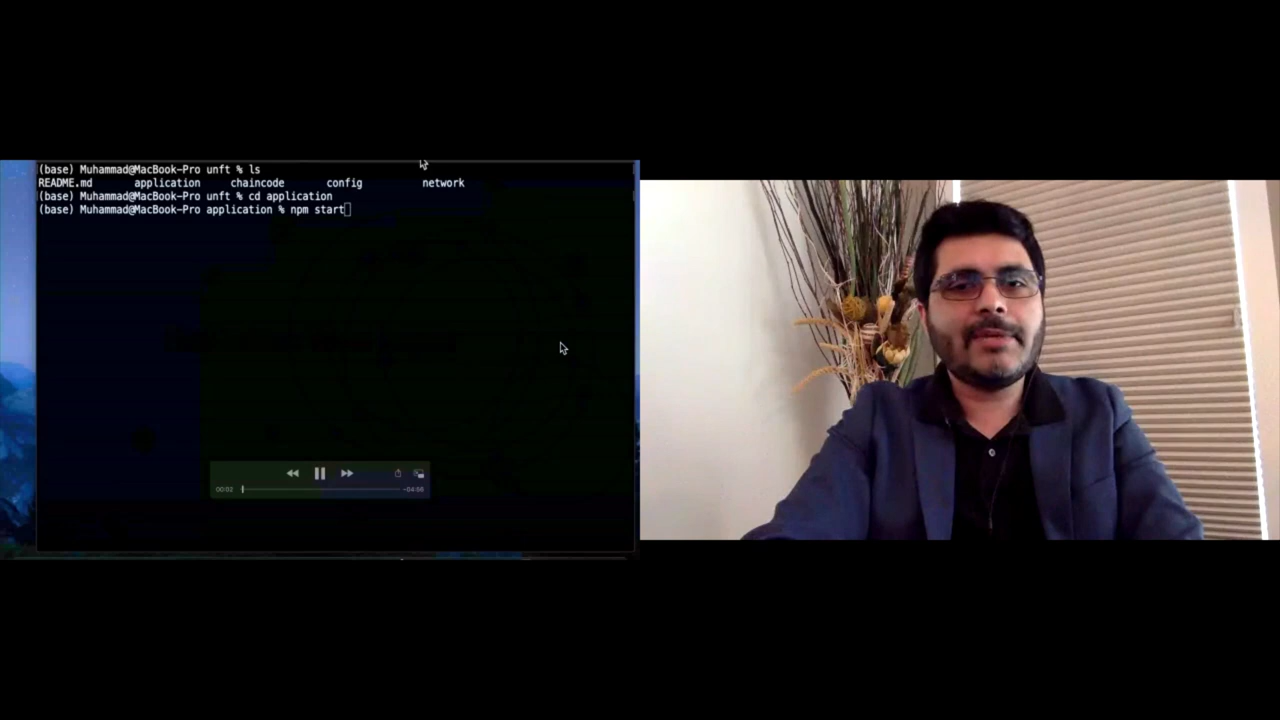 (base) Muhammad@MacBook-Pro unft % ls
README.md application chaincode config network
(base) Muhammad@MacBook-Pro unft % cd application
(base) Muhammad@MacBook-Pro application % npm start
00:02 -04:56